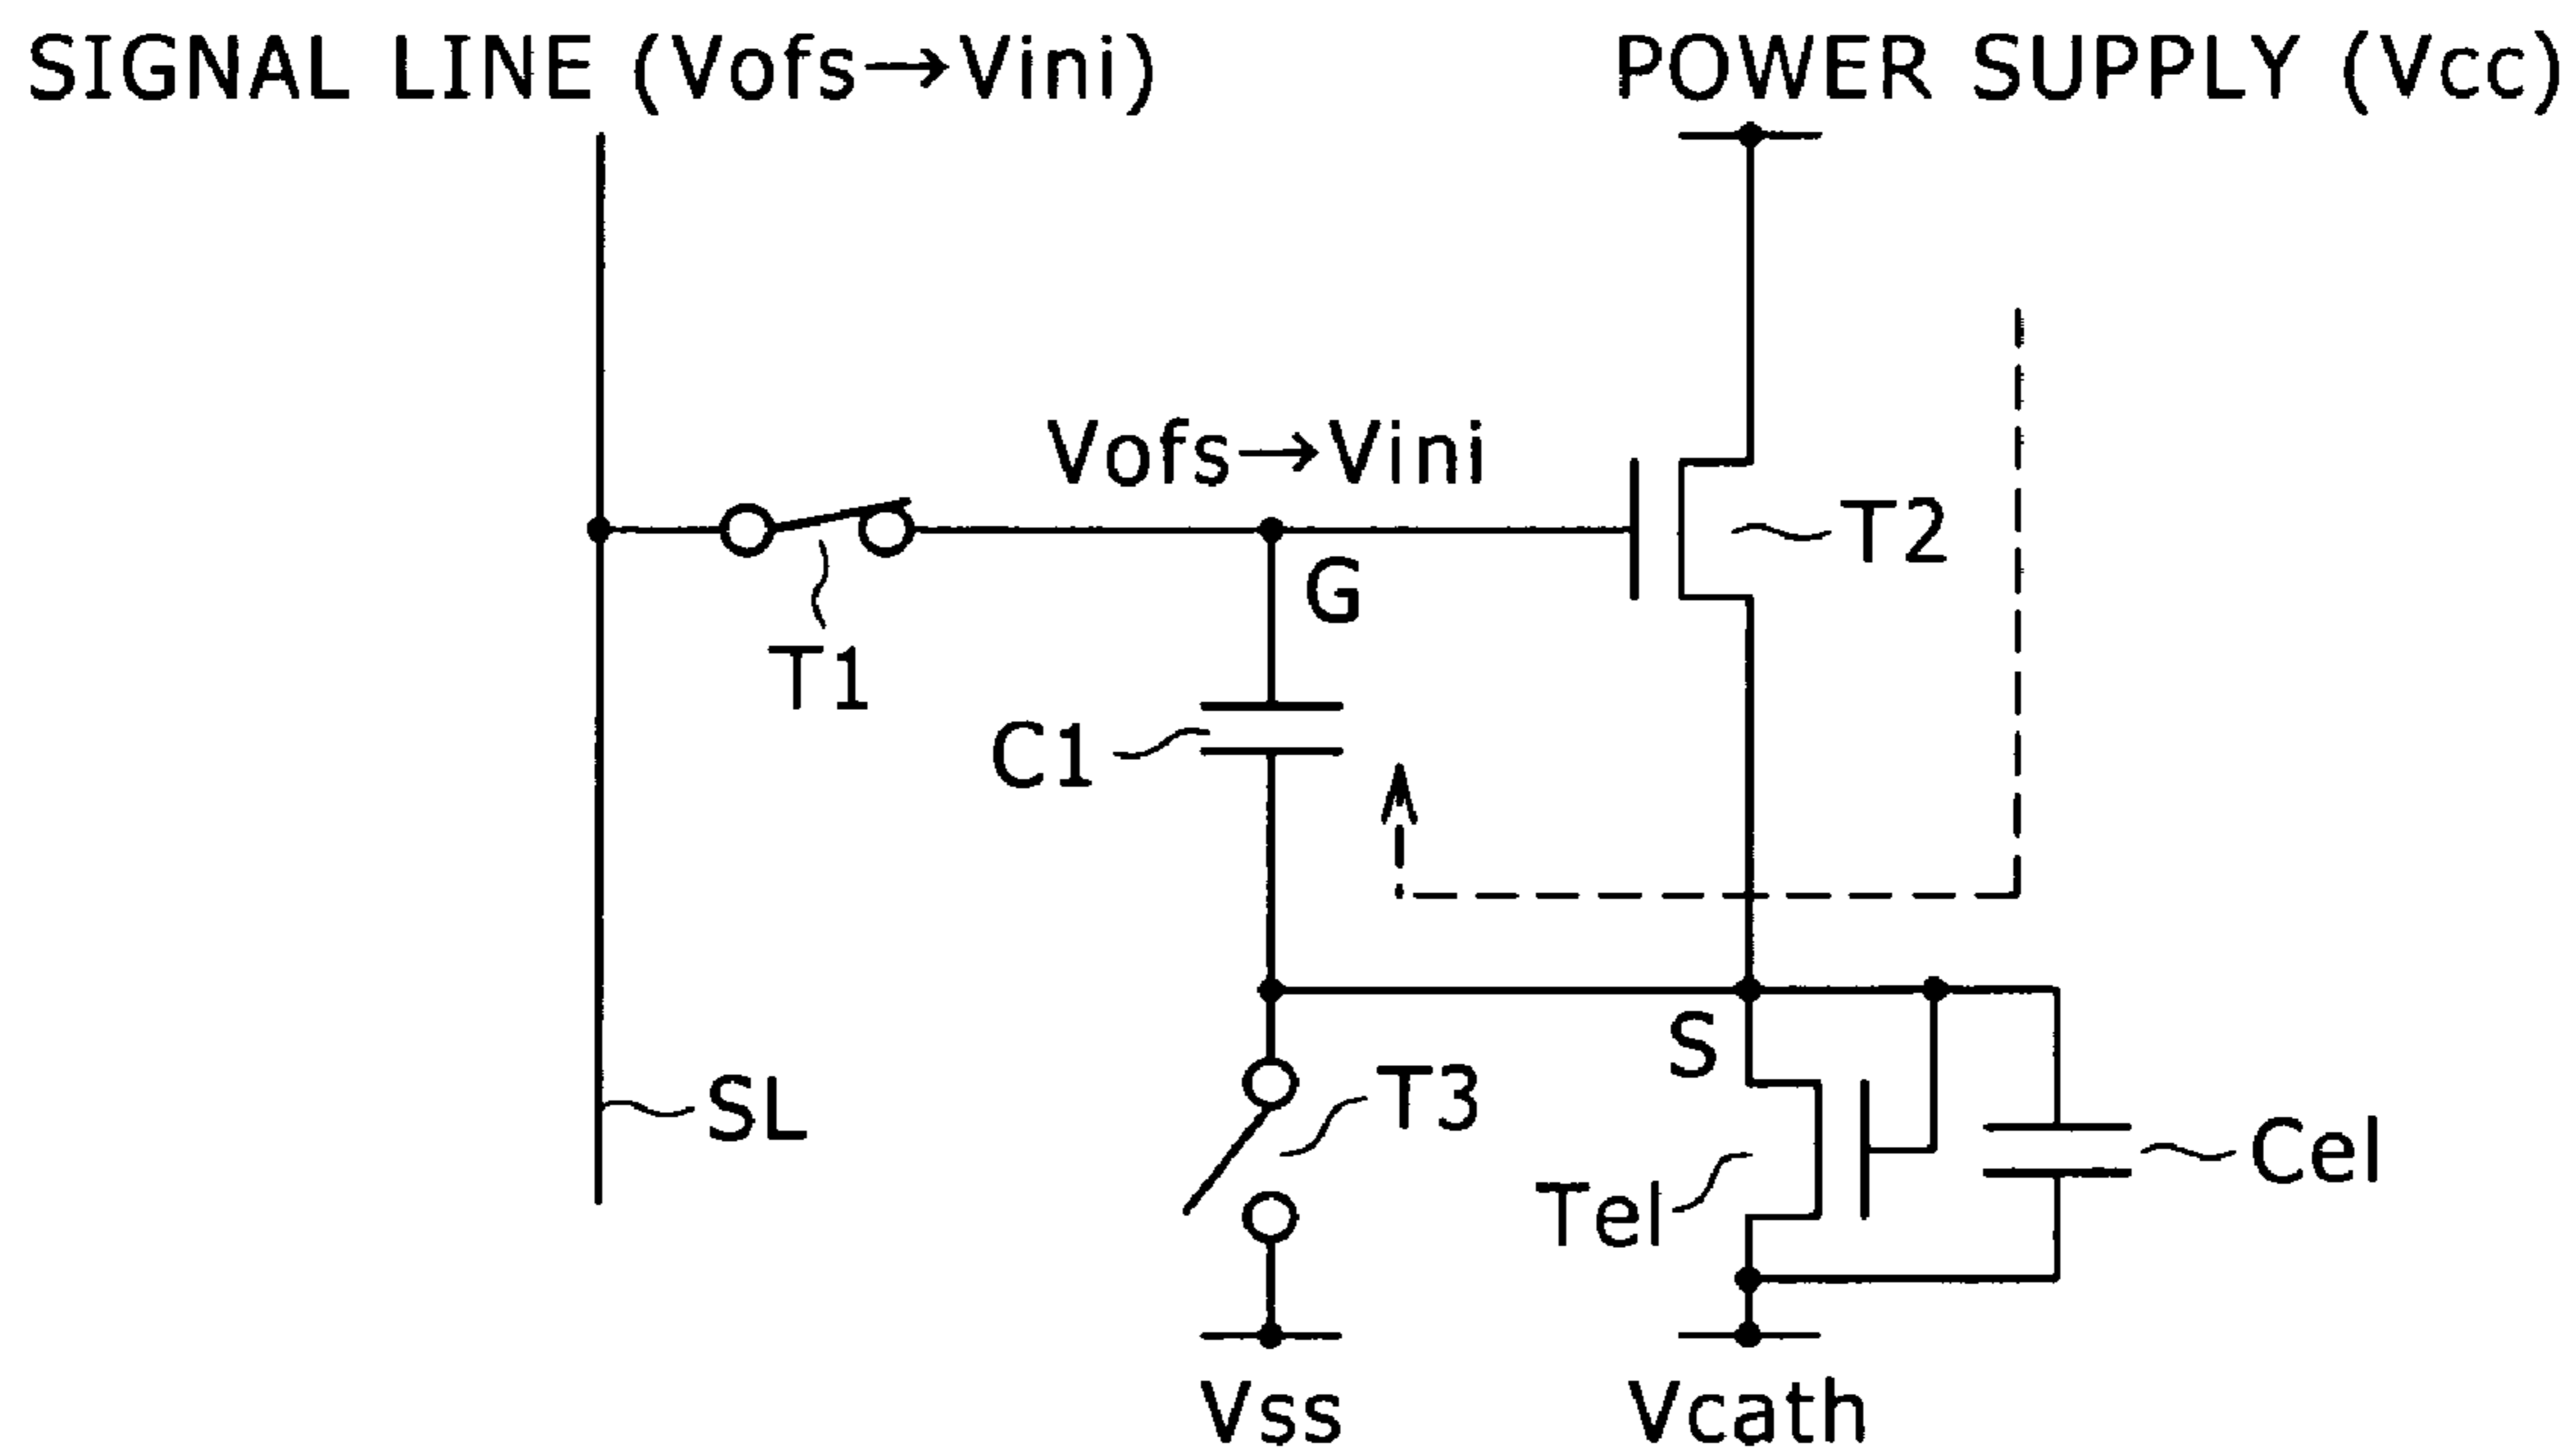 SIGNAL LINE (Vofs→Vini)
POWER SUPPLY (Vcc)
Vofs→Vini
T2
G
T1
C1
S
T3
SL
Cel
Tel
Vss
Vcath